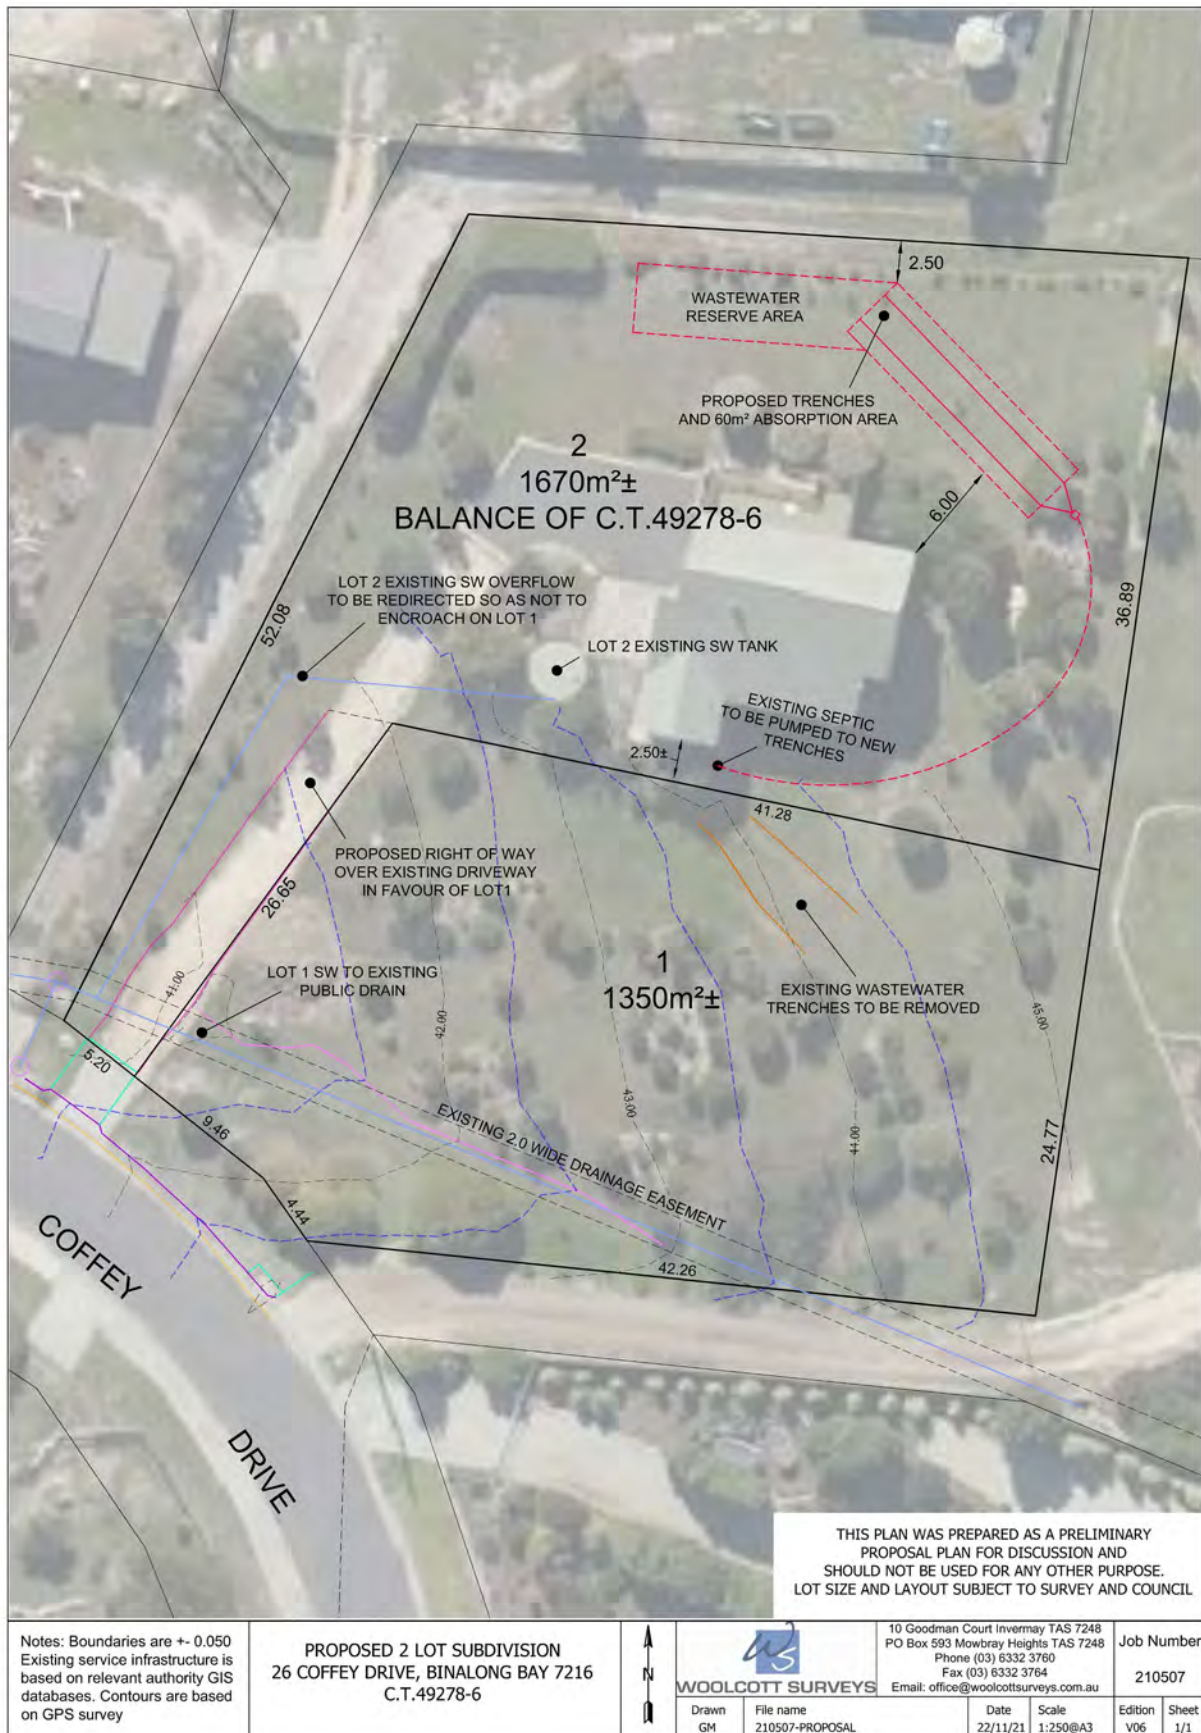 2.50
WASTEWATER
RESERVE AREA
PROPOSED TRENCHES
AND 60m² ABSORPTION AREA
2
1670m²±
BALANCE OF C.T.49278-6
6.00
36.89
52.08
LOT 2 EXISTING SW OVERFLOW
TO BE REDIRECTED SO AS NOT TO
ENCROACH ON LOT 1
LOT 2 EXISTING SW TANK
EXISTING SEPTIC
TO BE PUMPED TO NEW
TRENCHES
2.50±
41.28
PROPOSED RIGHT OF WAY
OVER EXISTING DRIVEWAY
IN FAVOUR OF LOT1
26.65
LOT 1 SW TO EXISTING
PUBLIC DRAIN
41.00
42.00
1
1350m²±
EXISTING WASTEWATER
TRENCHES TO BE REMOVED
45.00
43.00
44.00
5.20
9.46
EXISTING 2.0 WIDE DRAINAGE EASEMENT
24.77
4.44
42.26
COFFEY
DRIVE
THIS PLAN WAS PREPARED AS A PRELIMINARY
PROPOSAL PLAN FOR DISCUSSION AND
SHOULD NOT BE USED FOR ANY OTHER PURPOSE.
LOT SIZE AND LAYOUT SUBJECT TO SURVEY AND COUNCIL
Notes: Boundaries are +- 0.050
Existing service infrastructure is
based on relevant authority GIS
databases. Contours are based
on GPS survey
PROPOSED 2 LOT SUBDIVISION
26 COFFEY DRIVE, BINALONG BAY 7216
C.T.49278-6
N
WS
WOOLCOTT SURVEYS
10 Goodman Court Invermay TAS 7248
PO Box 593 Mowbray Heights TAS 7248
Phone (03) 6332 3760
Fax (03) 6332 3764
Email: office@woolcottsurveys.com.au
Job Number
210507
Drawn
GM
File name
210507-PROPOSAL
Date
22/11/21
Scale
1:250@A3
Edition
V06
Sheet
1/1